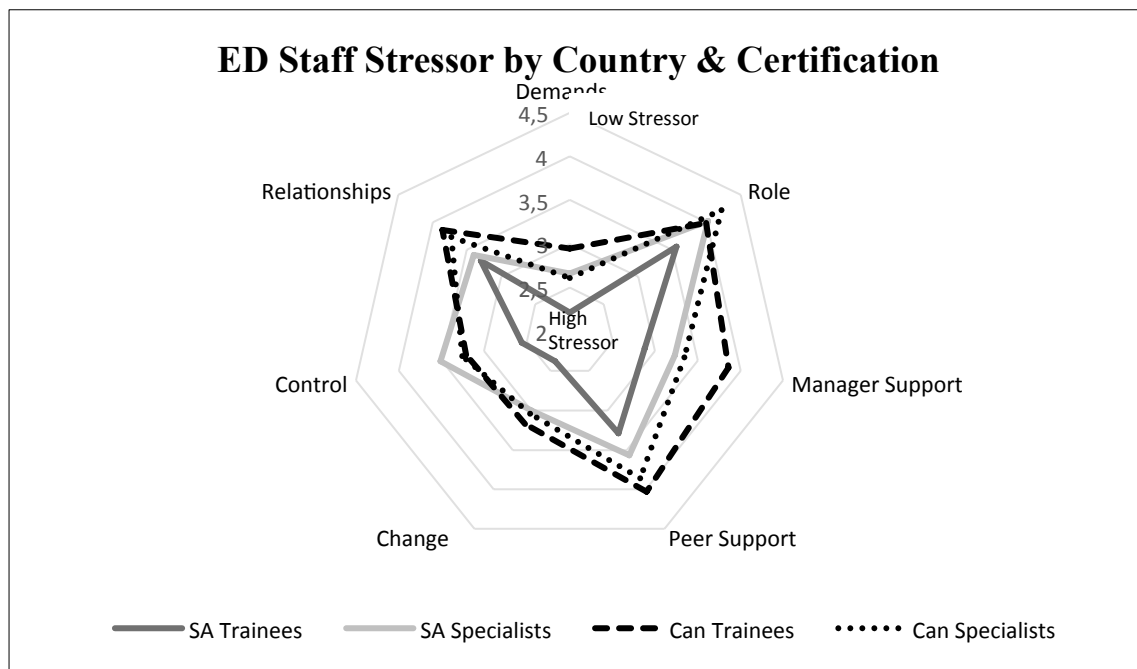 ED Staff Stressor by Country & Certification
Demands
4,5
Low Stressor
4
3,5
3
2,5
2
High
Stressor
Relationships
Role
Control
Manager Support
Change
Peer Support
SA Trainees
SA Specialists
Can Trainees
Can Specialists